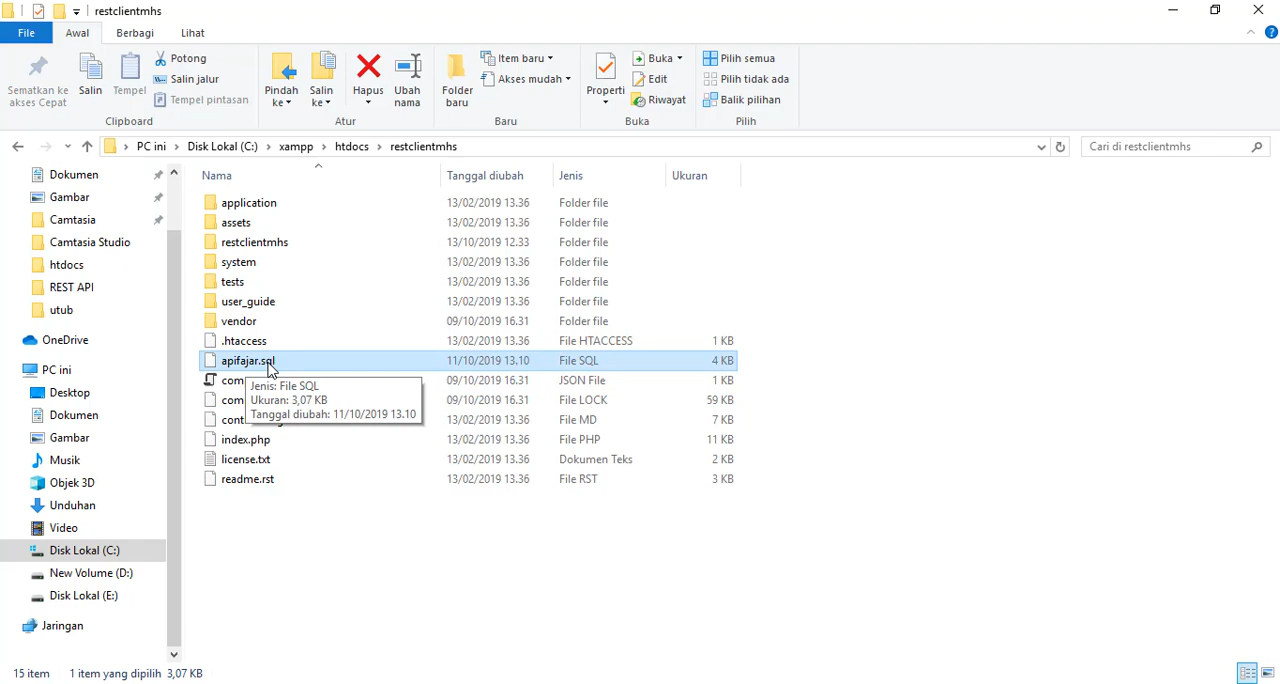 restclientmhs
File Awal Berbagi Lihat
Sematkan ke akses Cepat
Salin
Tempel
Potong
Salin jalur
Tempel pintasan
Clipboard
Pindah ke
Salin ke
Hapus
Ubah nama
Atur
Folder baru
Item baru
Akses mudah
Baru
Properti
Buka
Edit
Riwayat
Buka
Pilih semua
Pilih tidak ada
Balik pilihan
Pilih
PC ini > Disk Lokal (C:) > xampp > htdocs > restclientmhs
Cari di restclientmhs
Dokumen
Gambar
Camtasia
Camtasia Studio
htdocs
REST API
utub
OneDrive
PC ini
Desktop
Dokumen
Gambar
Musik
Objek 3D
Unduhan
Video
Disk Lokal (C:)
New Volume (D:)
Disk Lokal (E:)
Jaringan
Nama Tanggal diubah Jenis Ukuran
application 13/02/2019 13.36 Folder file
assets 13/02/2019 13.36 Folder file
restclientmhs 13/10/2019 12.33 Folder file
system 13/02/2019 13.36 Folder file
tests 13/02/2019 13.36 Folder file
user_guide 13/02/2019 13.36 Folder file
vendor 09/10/2019 16.31 Folder file
.htaccess 13/02/2019 13.36 File HTACCESS 1 KB
apifajar.sql 11/10/2019 13.10 File SQL 4 KB
com 09/10/2019 16.31 JSON File 1 KB
com 09/10/2019 16.31 File LOCK 59 KB
cont 13/02/2019 13.36 File MD 7 KB
index.php 13/02/2019 13.36 File PHP 11 KB
license.txt 13/02/2019 13.36 Dokumen Teks 2 KB
readme.rst 13/02/2019 13.36 File RST 3 KB
Jenis: File SQL
Ukuran: 3,07 KB
Tanggal diubah: 11/10/2019 13.10
15 item 1 item yang dipilih 3,07 KB